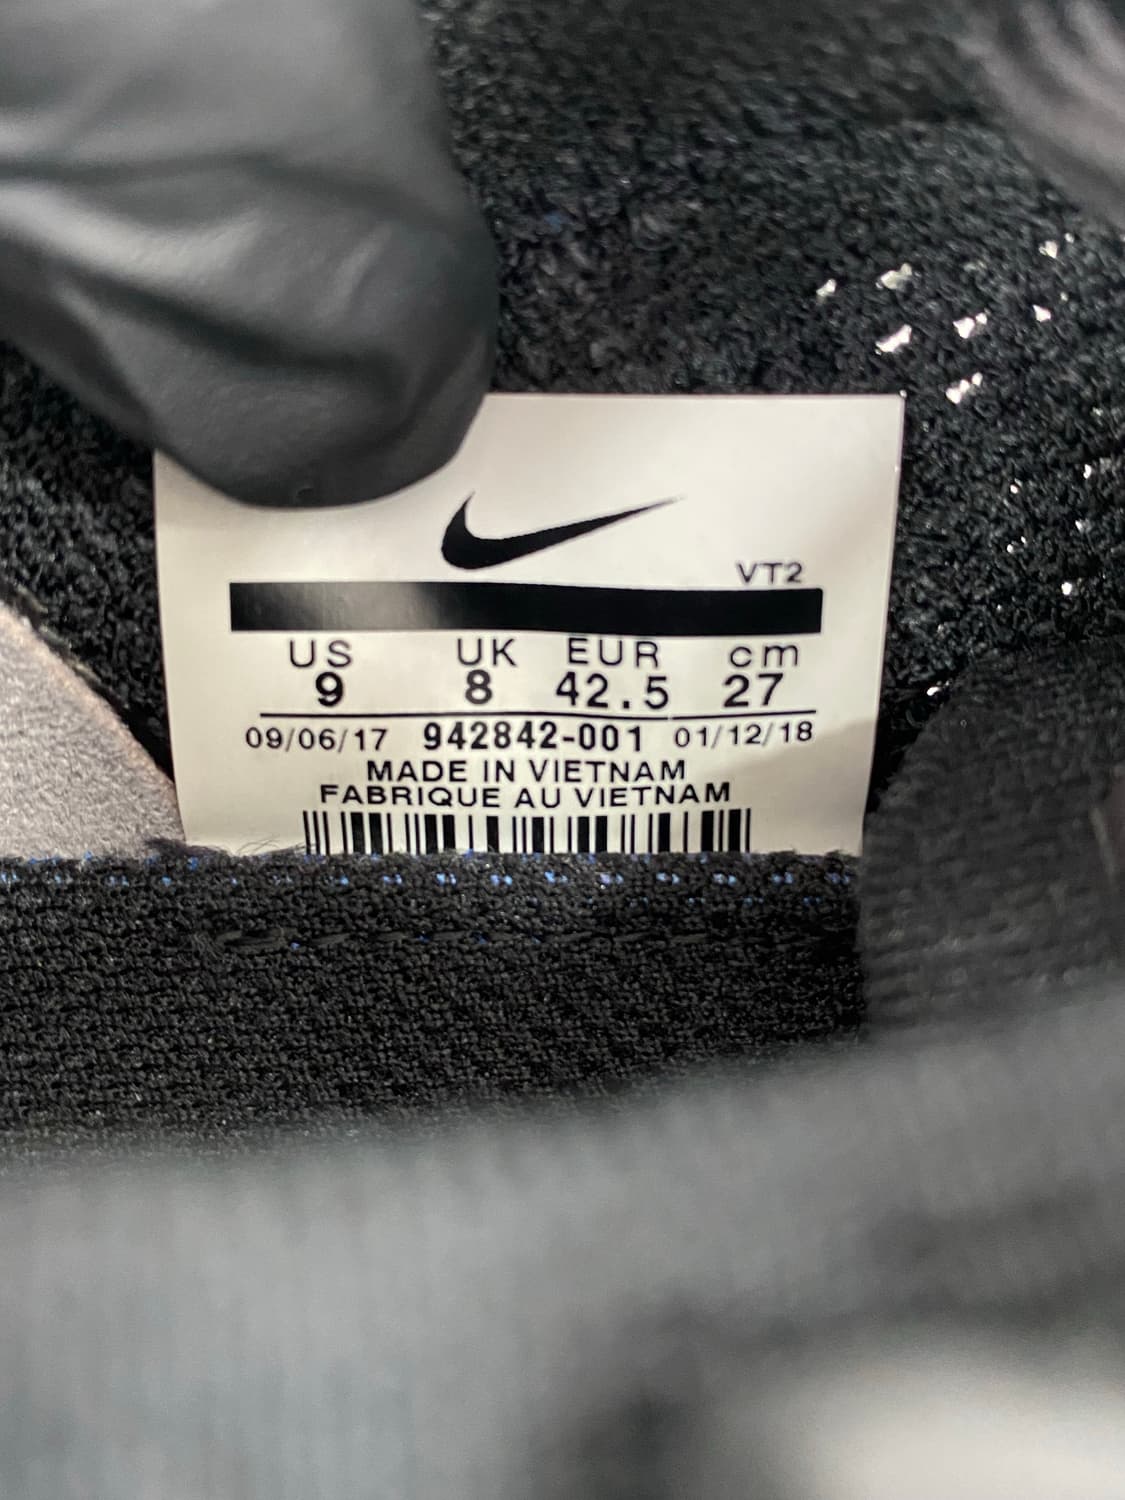 VT2
US UK EUR cm
9 8 42.5 27
09/06/17 942842-001 01/12/18
MADE IN VIETNAM
FABRIQUE AU VIETNAM